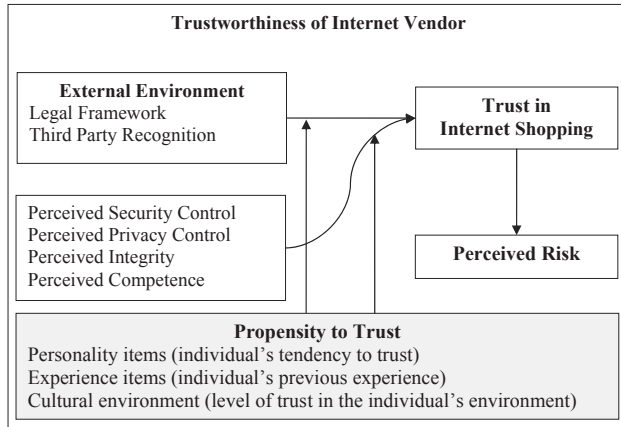 Trustworthiness of Internet Vendor
External Environment
Legal Framework
Third Party Recognition
Trust in
Internet Shopping
Perceived Security Control
Perceived Privacy Control
Perceived Integrity
Perceived Competence
Perceived Risk
Propensity to Trust
Personality items (individual’s tendency to trust)
Experience items (individual’s previous experience)
Cultural environment (level of trust in the individual’s environment)